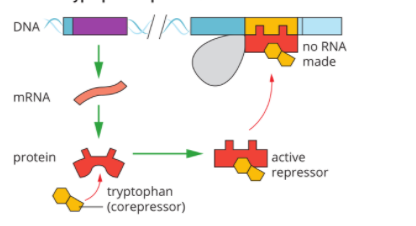 DNA
no RNA
made
mRNA
protein
active
repressor
tryptophan
(corepressor)